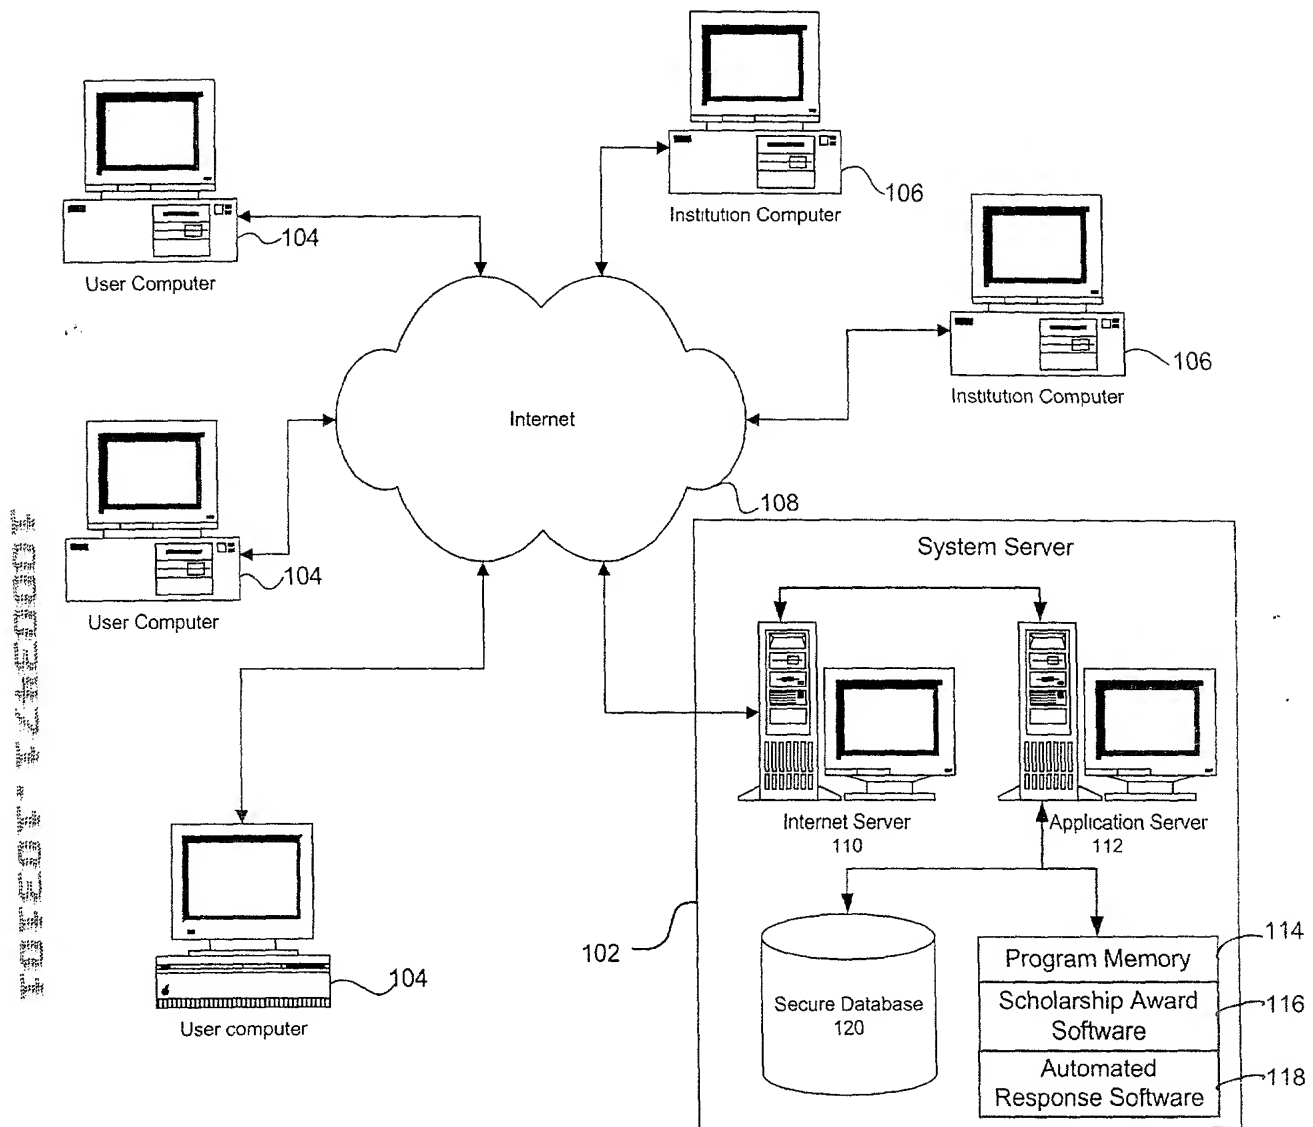 106
Institution Computer
104
User Computer
106
Institution Computer
Internet
108
System Server
104
User Computer
Internet Server
110
Application Server
112
102
Secure Database
120
Program Memory
114
Scholarship Award
Software
116
Automated
Response Software
118
104
User computer